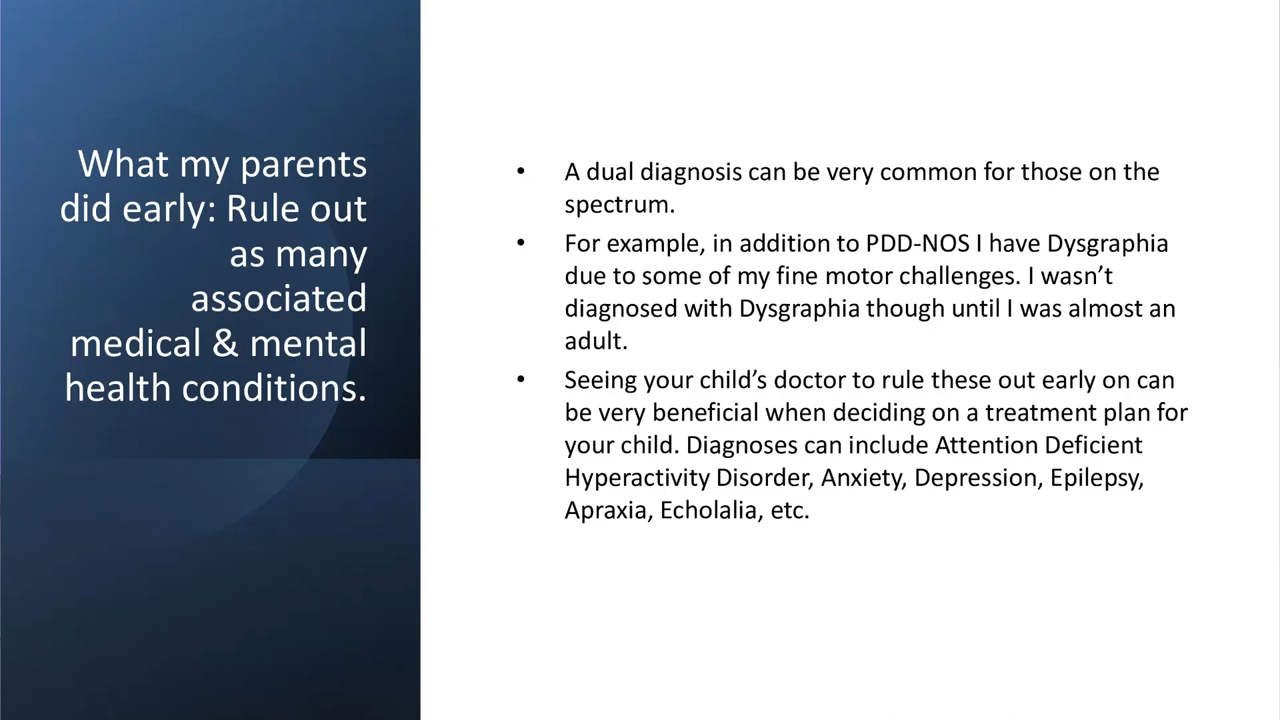 What my parents
did early: Rule out
as many
associated
medical & mental
health conditions.
• A dual diagnosis can be very common for those on the
spectrum.
• For example, in addition to PDD-NOS I have Dysgraphia
due to some of my fine motor challenges. I wasn’t
diagnosed with Dysgraphia though until I was almost an
adult.
• Seeing your child’s doctor to rule these out early on can
be very beneficial when deciding on a treatment plan for
your child. Diagnoses can include Attention Deficient
Hyperactivity Disorder, Anxiety, Depression, Epilepsy,
Apraxia, Echolalia, etc.